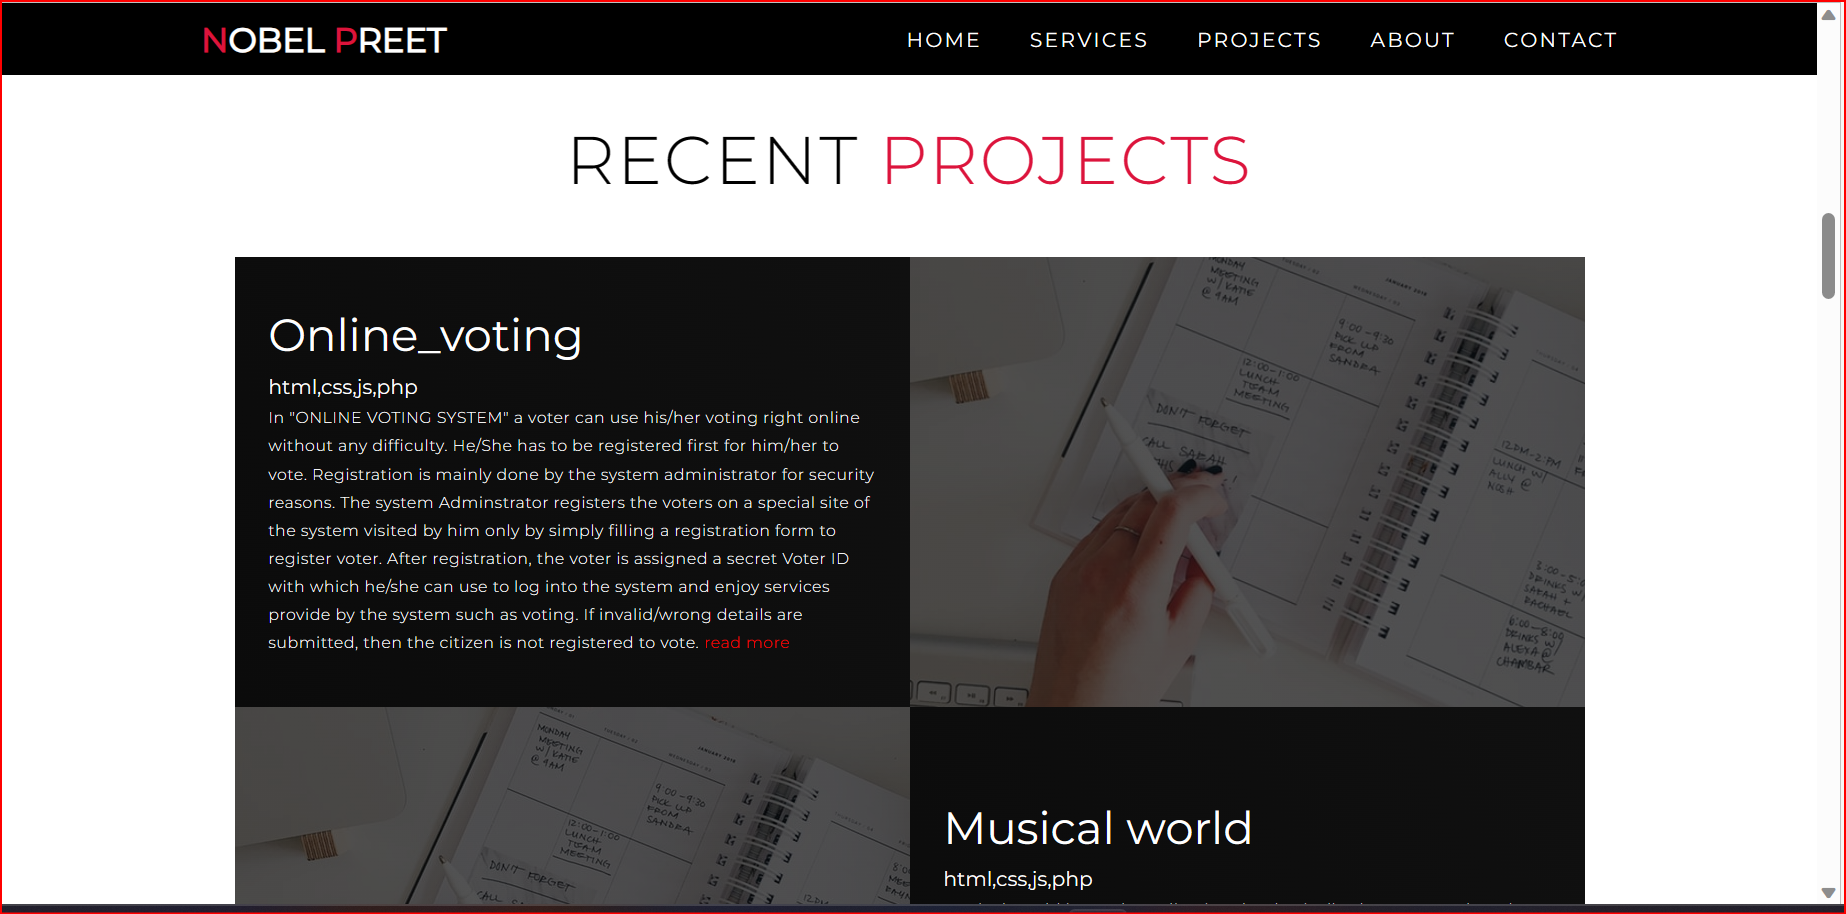 NOBEL PREET
HOME SERVICES PROJECTS ABOUT CONTACT
RECENT PROJECTS
Online_voting
html,css,js,php
In "ONLINE VOTING SYSTEM" a voter can use his/her voting right online
without any difficulty. He/She has to be registered first for him/her to
vote. Registration is mainly done by the system administrator for security
reasons. The system Adminstrator registers the voters on a special site of
the system visited by him only by simply filling a registration form to
register voter. After registration, the voter is assigned a secret Voter ID
with which he/she can use to log into the system and enjoy services
provide by the system such as voting. If invalid/wrong details are
submitted, then the citizen is not registered to vote. read more
MONDAY
MEETING
W/ KATIE
@ 9AM
JANUARY 2018
9:00-9:30
PICK UP
FROM
SANDRA
12:00-1:00
LUNCH
TEAM
MEETING
DON'T FORGET
CALL SARAH
12PM-2PM
LUNCH W/
ALLY @
NOSH
DRINKS W/
SARAH +
RACHAEL
6:00-8:00
DRINKS W/
ALEXA @
CHAMBAR
MONDAY
MEETING
W/ KATIE
@ 9AM
JANUARY 2018
9:00-9:30
PICK UP
FROM
SANDRA
12:00-1:00
LUNCH
TEAM
MEETING
DON'T FORGET
CALL
Musical world
html,css,js,php